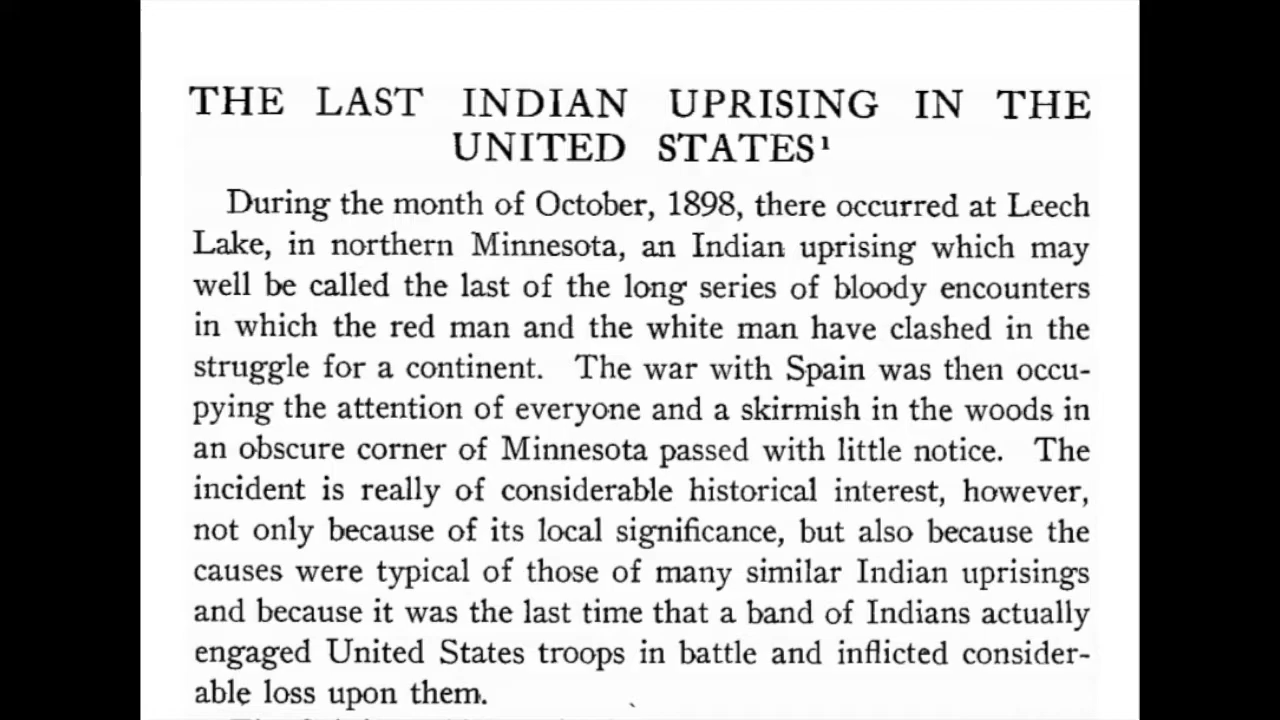 THE LAST INDIAN UPRISING IN THE
UNITED STATES¹
During the month of October, 1898, there occurred at Leech
Lake, in northern Minnesota, an Indian uprising which may
well be called the last of the long series of bloody encounters
in which the red man and the white man have clashed in the
struggle for a continent. The war with Spain was then occu-
pying the attention of everyone and a skirmish in the woods in
an obscure corner of Minnesota passed with little notice. The
incident is really of considerable historical interest, however,
not only because of its local significance, but also because the
causes were typical of those of many similar Indian uprisings
and because it was the last time that a band of Indians actually
engaged United States troops in battle and inflicted consider-
able loss upon them.